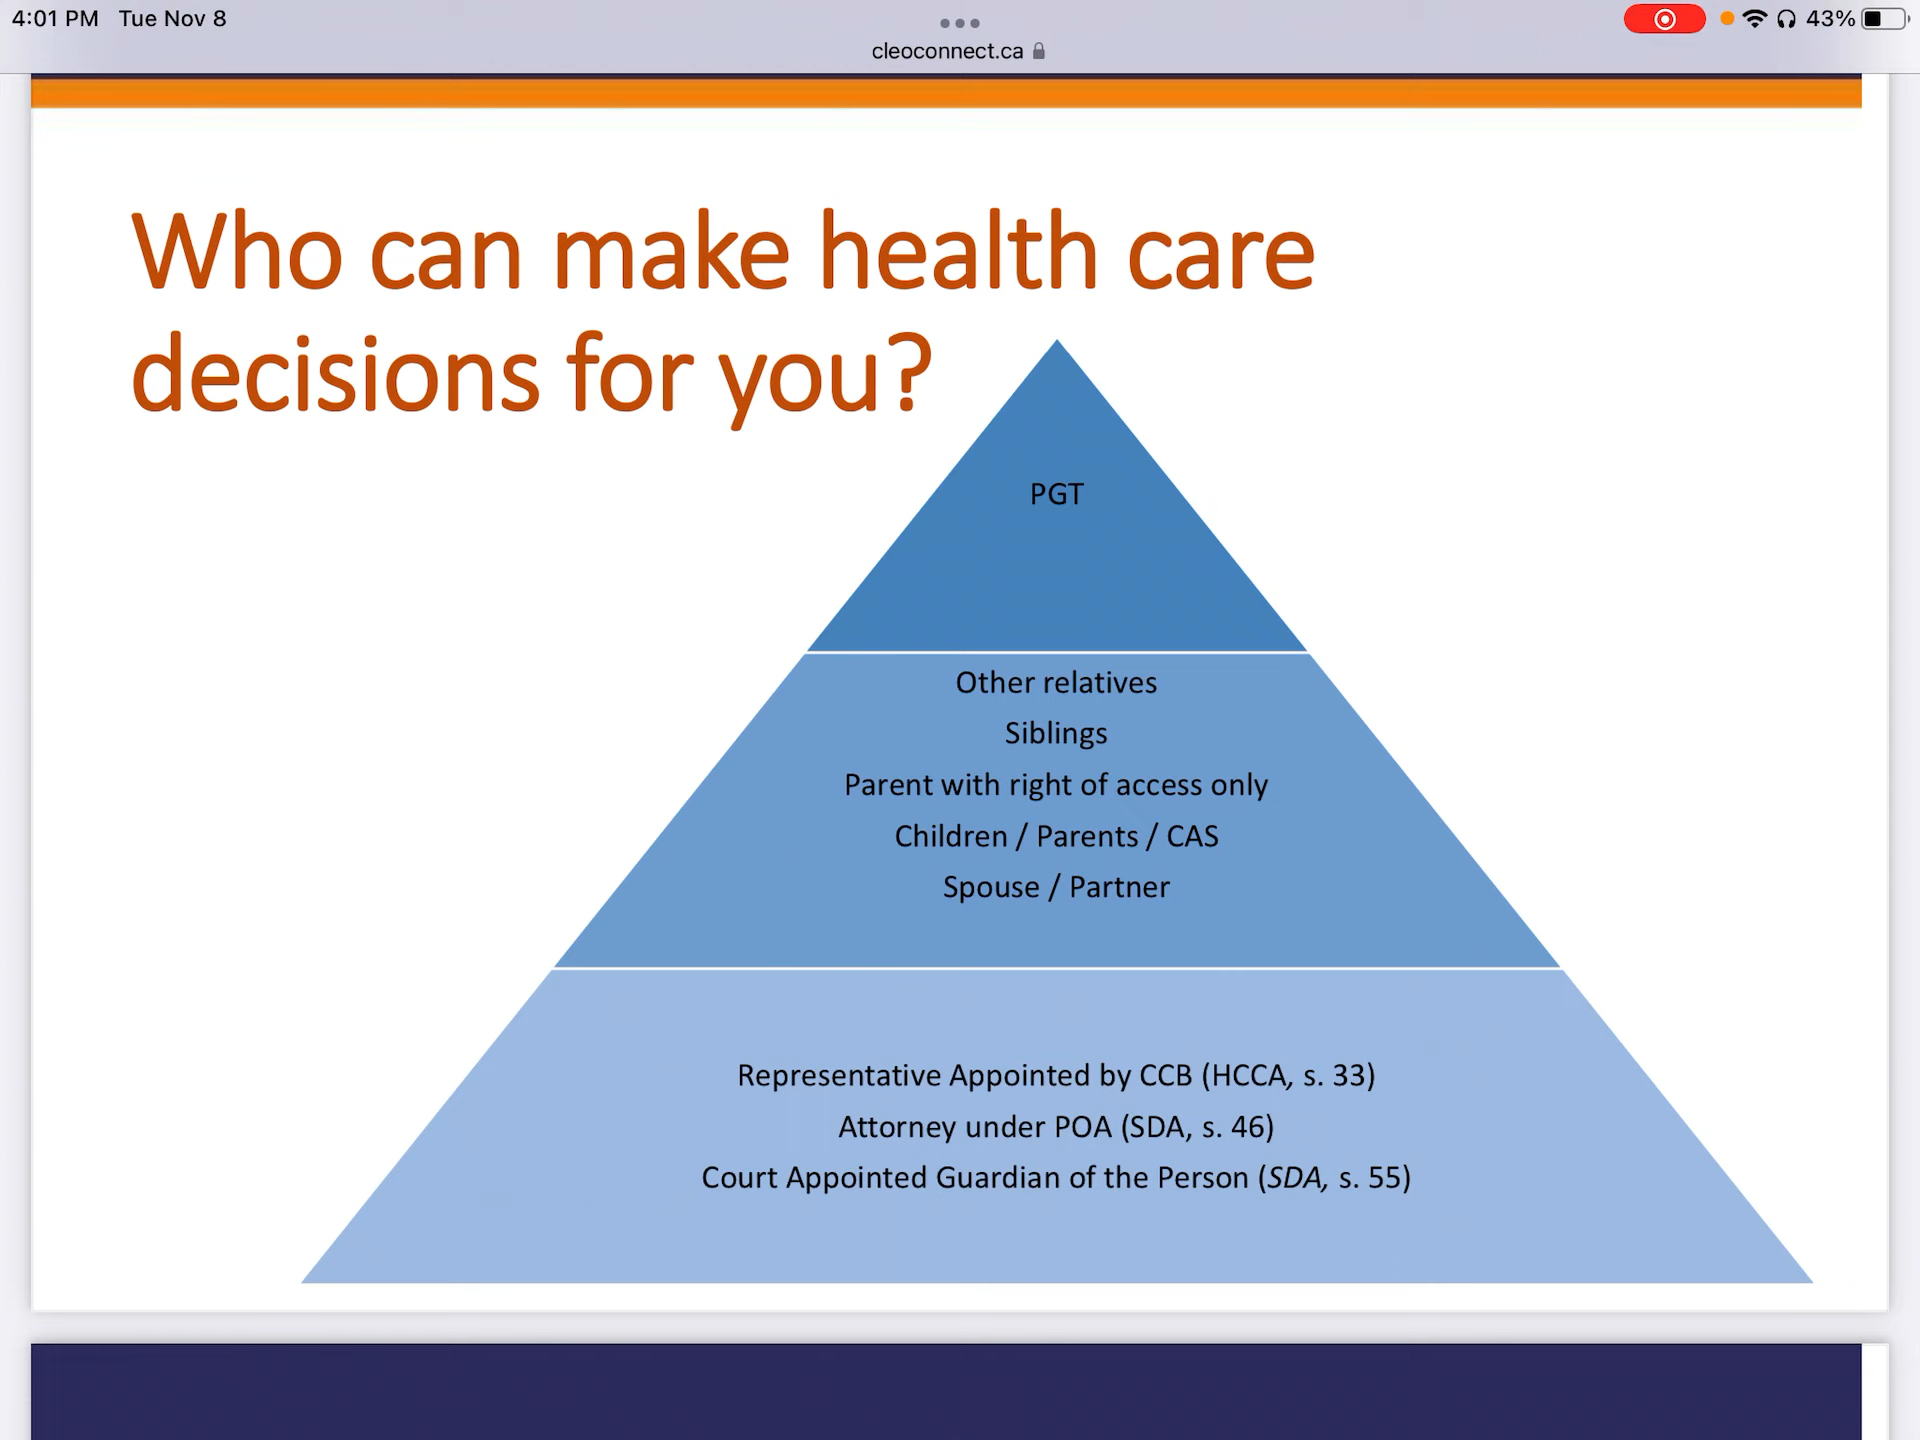 4:01 PM Tue Nov 8
43%
cleoconnect.ca
Who can make health care
decisions for you?
PGT
Other relatives
Siblings
Parent with right of access only
Children / Parents / CAS
Spouse / Partner
Representative Appointed by CCB (HCCA, s. 33)
Attorney under POA (SDA, s. 46)
Court Appointed Guardian of the Person (SDA, s. 55)